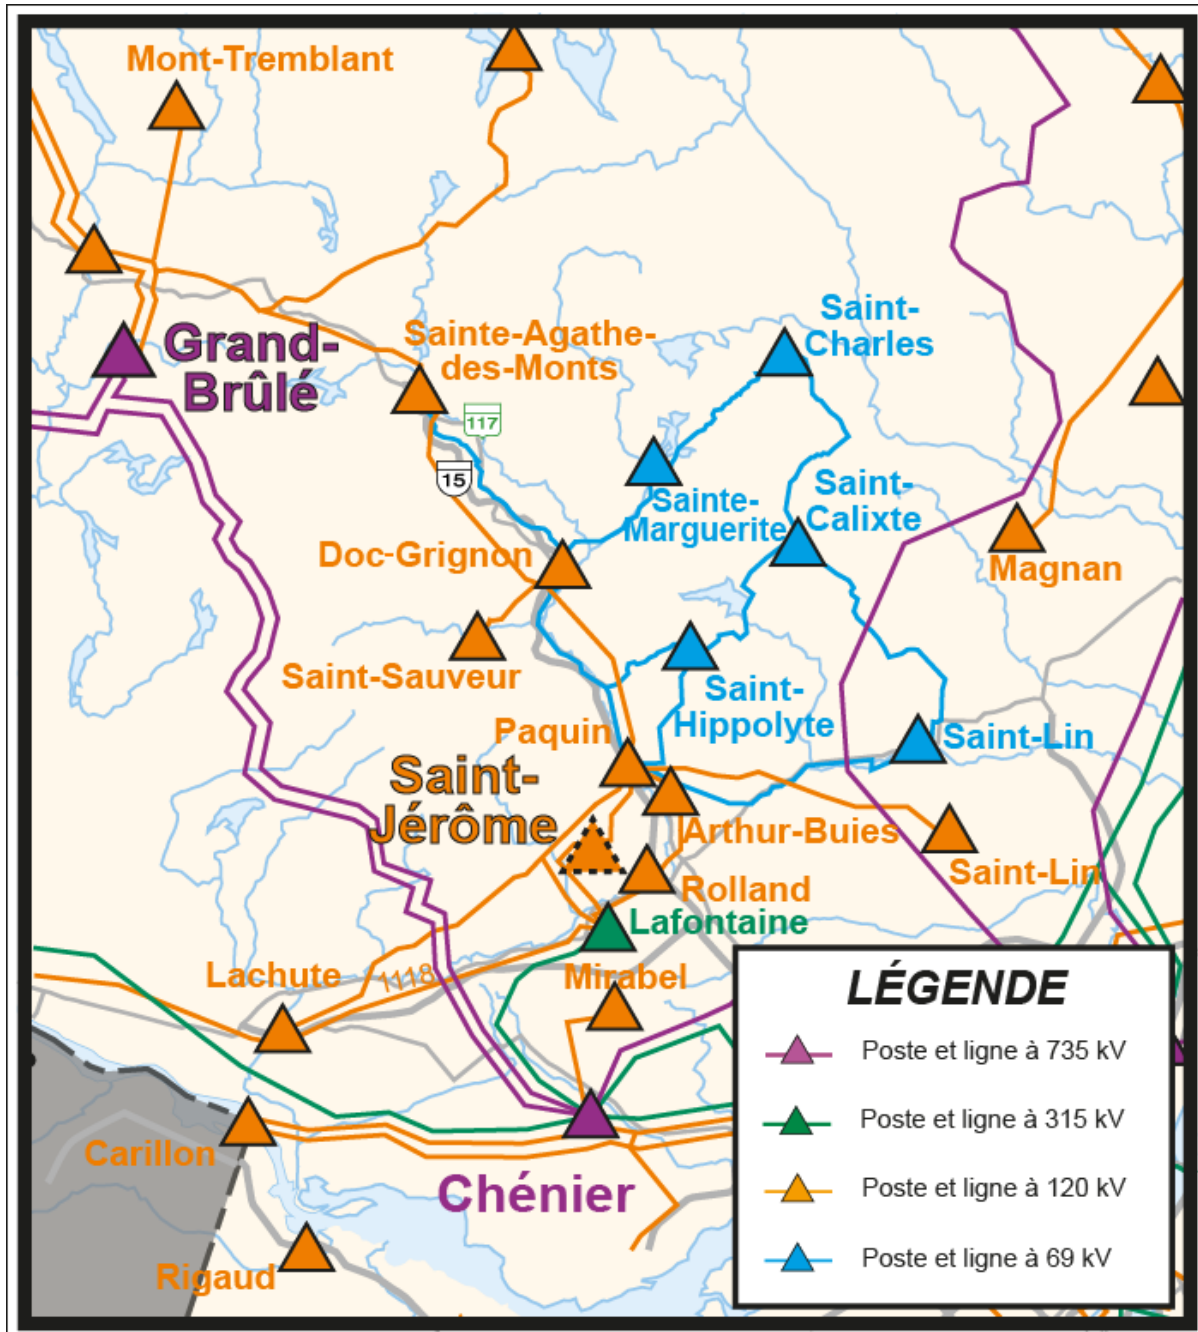 Mont-Tremblant
Grand-
Brûlé
Sainte-Agathe-
des-Monts
117
15
Saint-
Charles
Sainte-
Marguerite
Saint-
Calixte
Magnan
Doc-Grignon
Saint-Sauveur
Saint-
Hippolyte
Paquin
Saint-Lin
Saint-
Jérôme
Arthur-Buies
Saint-Lin
Rolland
Lafontaine
Lachute
1118
Mirabel
Carillon
Chénier
Rigaud
LÉGENDE
Poste et ligne à 735 kV
Poste et ligne à 315 kV
Poste et ligne à 120 kV
Poste et ligne à 69 kV